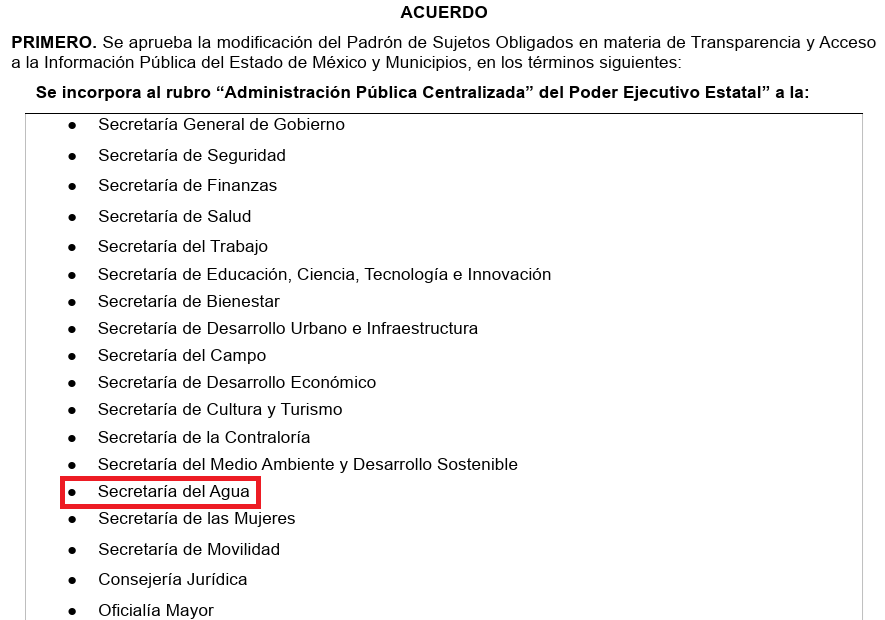 ACUERDO
PRIMERO. Se aprueba la modificación del Padrón de Sujetos Obligados en materia de Transparencia y Acceso
a la Información Pública del Estado de México y Municipios, en los términos siguientes:
Se incorpora al rubro “Administración Pública Centralizada” del Poder Ejecutivo Estatal” a la:
● Secretaría General de Gobierno
● Secretaría de Seguridad
● Secretaría de Finanzas
● Secretaría de Salud
● Secretaría del Trabajo
● Secretaría de Educación, Ciencia, Tecnología e Innovación
● Secretaría de Bienestar
● Secretaría de Desarrollo Urbano e Infraestructura
● Secretaría del Campo
● Secretaría de Desarrollo Económico
● Secretaría de Cultura y Turismo
● Secretaría de la Contraloría
● Secretaría del Medio Ambiente y Desarrollo Sostenible
● Secretaría del Agua
● Secretaría de las Mujeres
● Secretaría de Movilidad
● Consejería Jurídica
● Oficialía Mayor